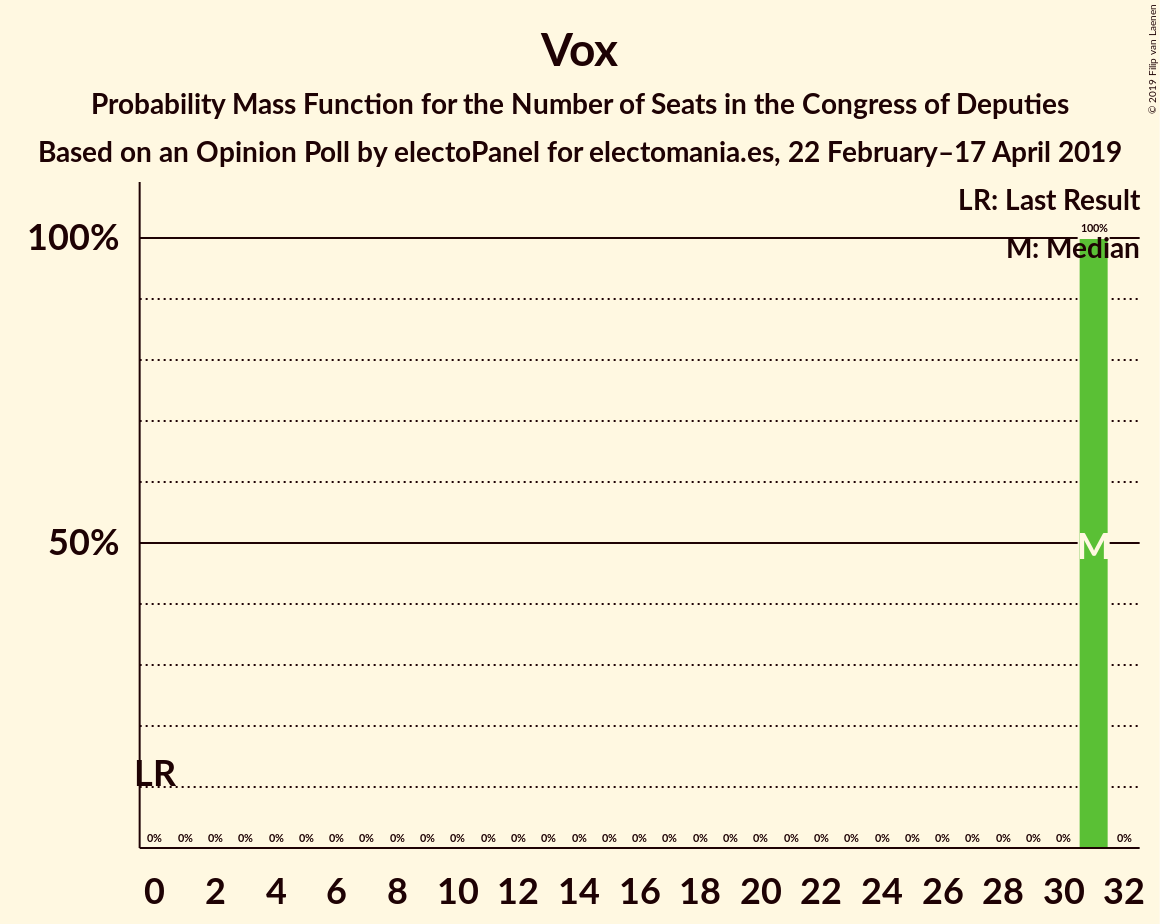 Vox
Probability Mass Function for the Number of Seats in the Congress of Deputies
Based on an Opinion Poll by electoPanel for electomania.es, 22 February–17 April 2019
© 2019 Filip van Laenen
LR: Last Result
M: Median
100%
100%
50%
M
LR
0% 0% 0% 0% 0% 0% 0% 0% 0% 0% 0% 0% 0% 0% 0% 0% 0% 0% 0% 0% 0% 0% 0% 0% 0% 0% 0% 0% 0% 0% 0% 0%
0 2 4 6 8 10 12 14 16 18 20 22 24 26 28 30 32